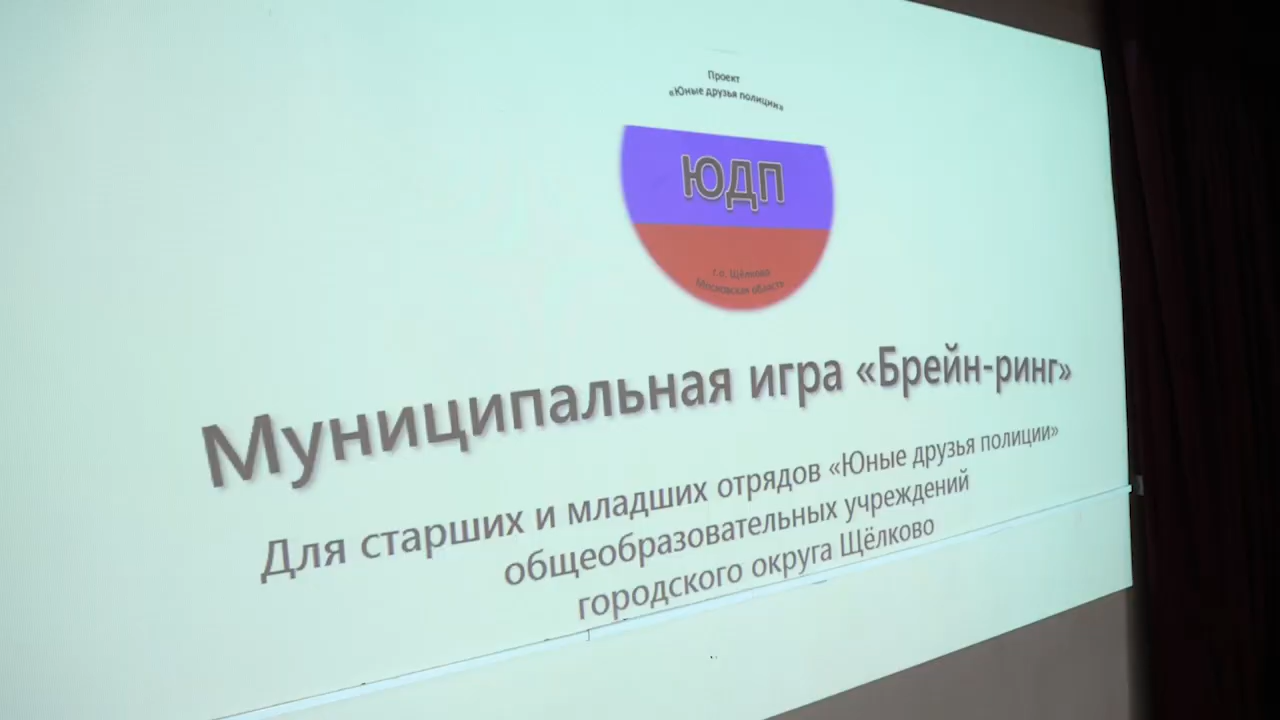 Проект
«Юные друзья полиции»
ЮДП
г.о. Щёлково
Московская область
Муниципальная игра «Брейн-ринг»
Для старших и младших отрядов «Юные друзья полиции»
общеобразовательных учреждений
городского округа Щёлково